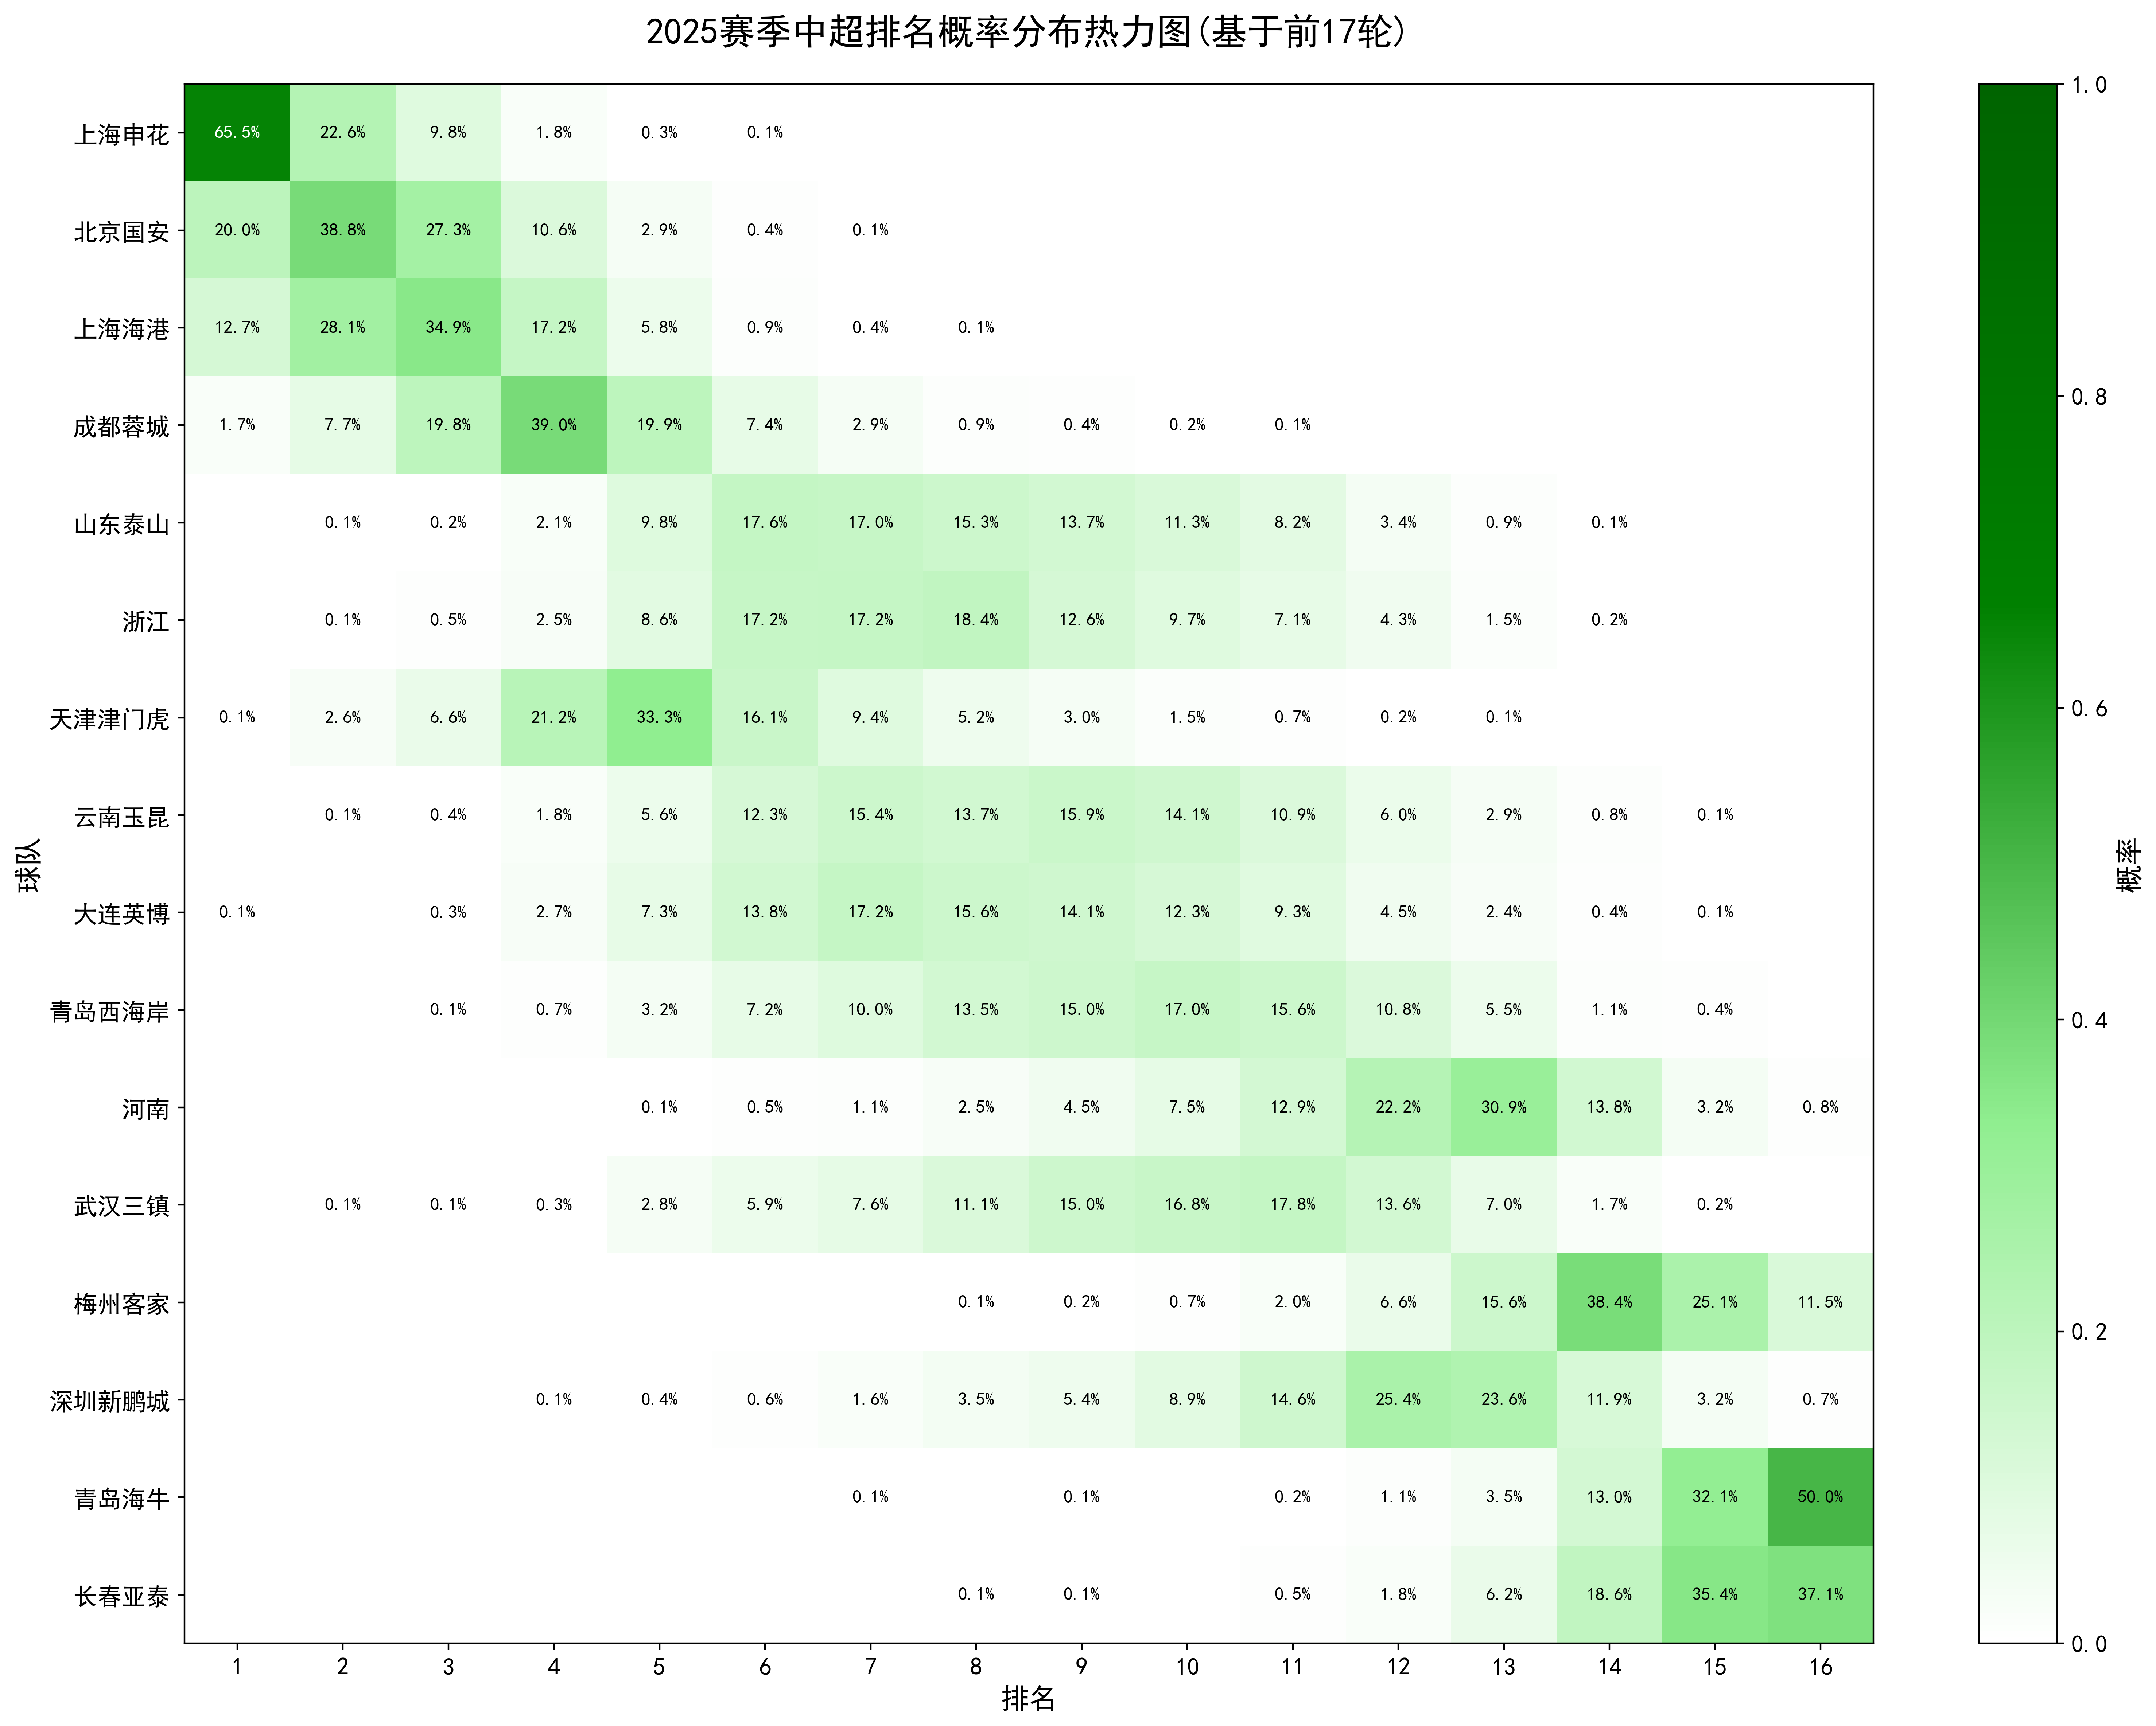 2025赛季中超排名概率分布热力图(基于前17轮)
上海申花 65.5% 22.6% 9.8% 1.8% 0.3% 0.1%
北京国安 20.0% 38.8% 27.3% 10.6% 2.9% 0.4% 0.1%
上海海港 12.7% 28.1% 34.9% 17.2% 5.8% 0.9% 0.4% 0.1%
成都蓉城 1.7% 7.7% 19.8% 39.0% 19.9% 7.4% 2.9% 0.9% 0.4% 0.2% 0.1%
山东泰山 0.1% 0.2% 2.1% 9.8% 17.6% 17.0% 15.3% 13.7% 11.3% 8.2% 3.4% 0.9% 0.1%
浙江 0.1% 0.5% 2.5% 8.6% 17.2% 17.2% 18.4% 12.6% 9.7% 7.1% 4.3% 1.5% 0.2%
天津津门虎 0.1% 2.6% 6.6% 21.2% 33.3% 16.1% 9.4% 5.2% 3.0% 1.5% 0.7% 0.2% 0.1%
云南玉昆 0.1% 0.4% 1.8% 5.6% 12.3% 15.4% 13.7% 15.9% 14.1% 10.9% 6.0% 2.9% 0.8% 0.1%
大连英博 0.1% 0.3% 2.7% 7.3% 13.8% 17.2% 15.6% 14.1% 12.3% 9.3% 4.5% 2.4% 0.4% 0.1%
青岛西海岸 0.1% 0.7% 3.2% 7.2% 10.0% 13.5% 15.0% 17.0% 15.6% 10.8% 5.5% 1.1% 0.4%
河南 0.1% 0.5% 1.1% 2.5% 4.5% 7.5% 12.9% 22.2% 30.9% 13.8% 3.2% 0.8%
武汉三镇 0.1% 0.1% 0.3% 2.8% 5.9% 7.6% 11.1% 15.0% 16.8% 17.8% 13.6% 7.0% 1.7% 0.2%
梅州客家 0.1% 0.2% 0.7% 2.0% 6.6% 15.6% 38.4% 25.1% 11.5%
深圳新鹏城 0.1% 0.4% 0.6% 1.6% 3.5% 5.4% 8.9% 14.6% 25.4% 23.6% 11.9% 3.2% 0.7%
青岛海牛 0.1% 0.1% 0.2% 1.1% 3.5% 13.0% 32.1% 50.0%
长春亚泰 0.1% 0.1% 0.5% 1.8% 6.2% 18.6% 35.4% 37.1%
1 2 3 4 5 6 7 8 9 10 11 12 13 14 15 16
排名
球队
1.0
0.8
0.6
0.4
0.2
0.0
概率